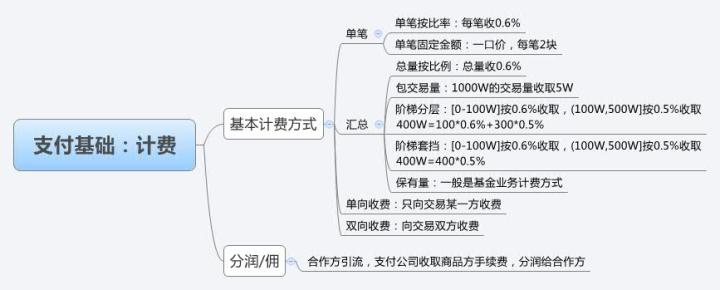 支付基础：计费
基本计费方式
单笔
单笔按比率：每笔收0.6%
单笔固定金额：一口价，每笔2块
汇总
总量按比例：总量收0.6%
包交易量：1000W的交易量收取5W
阶梯分层：[0-100W]按0.6%收取，(100W,500W]按0.5%收取
400W=100*0.6%+300*0.5%
阶梯套挡：[0-100W]按0.6%收取，(100W,500W]按0.5%收取
400W=400*0.5%
保有量：一般是基金业务计费方式
单向收费：只向交易某一方收费
双向收费：向交易双方收费
分润/佣
合作方引流，支付公司收取商品方手续费，分润给合作方